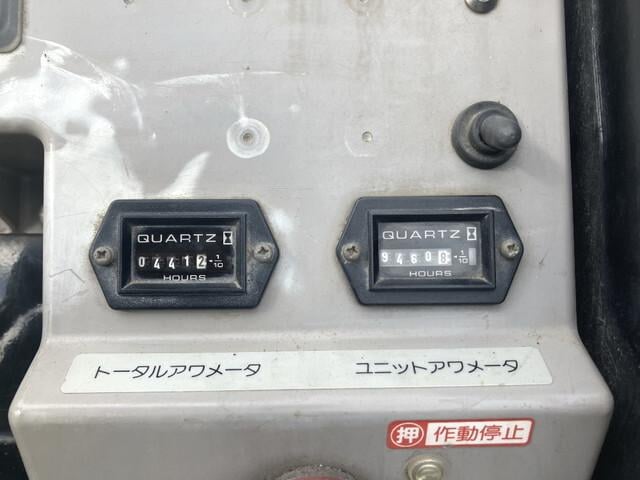 QUARTZ
04412 1/10
HOURS
QUARTZ
94608 1/10
HOURS
トータルアワメータ
ユニットアワメータ
押 作動停止